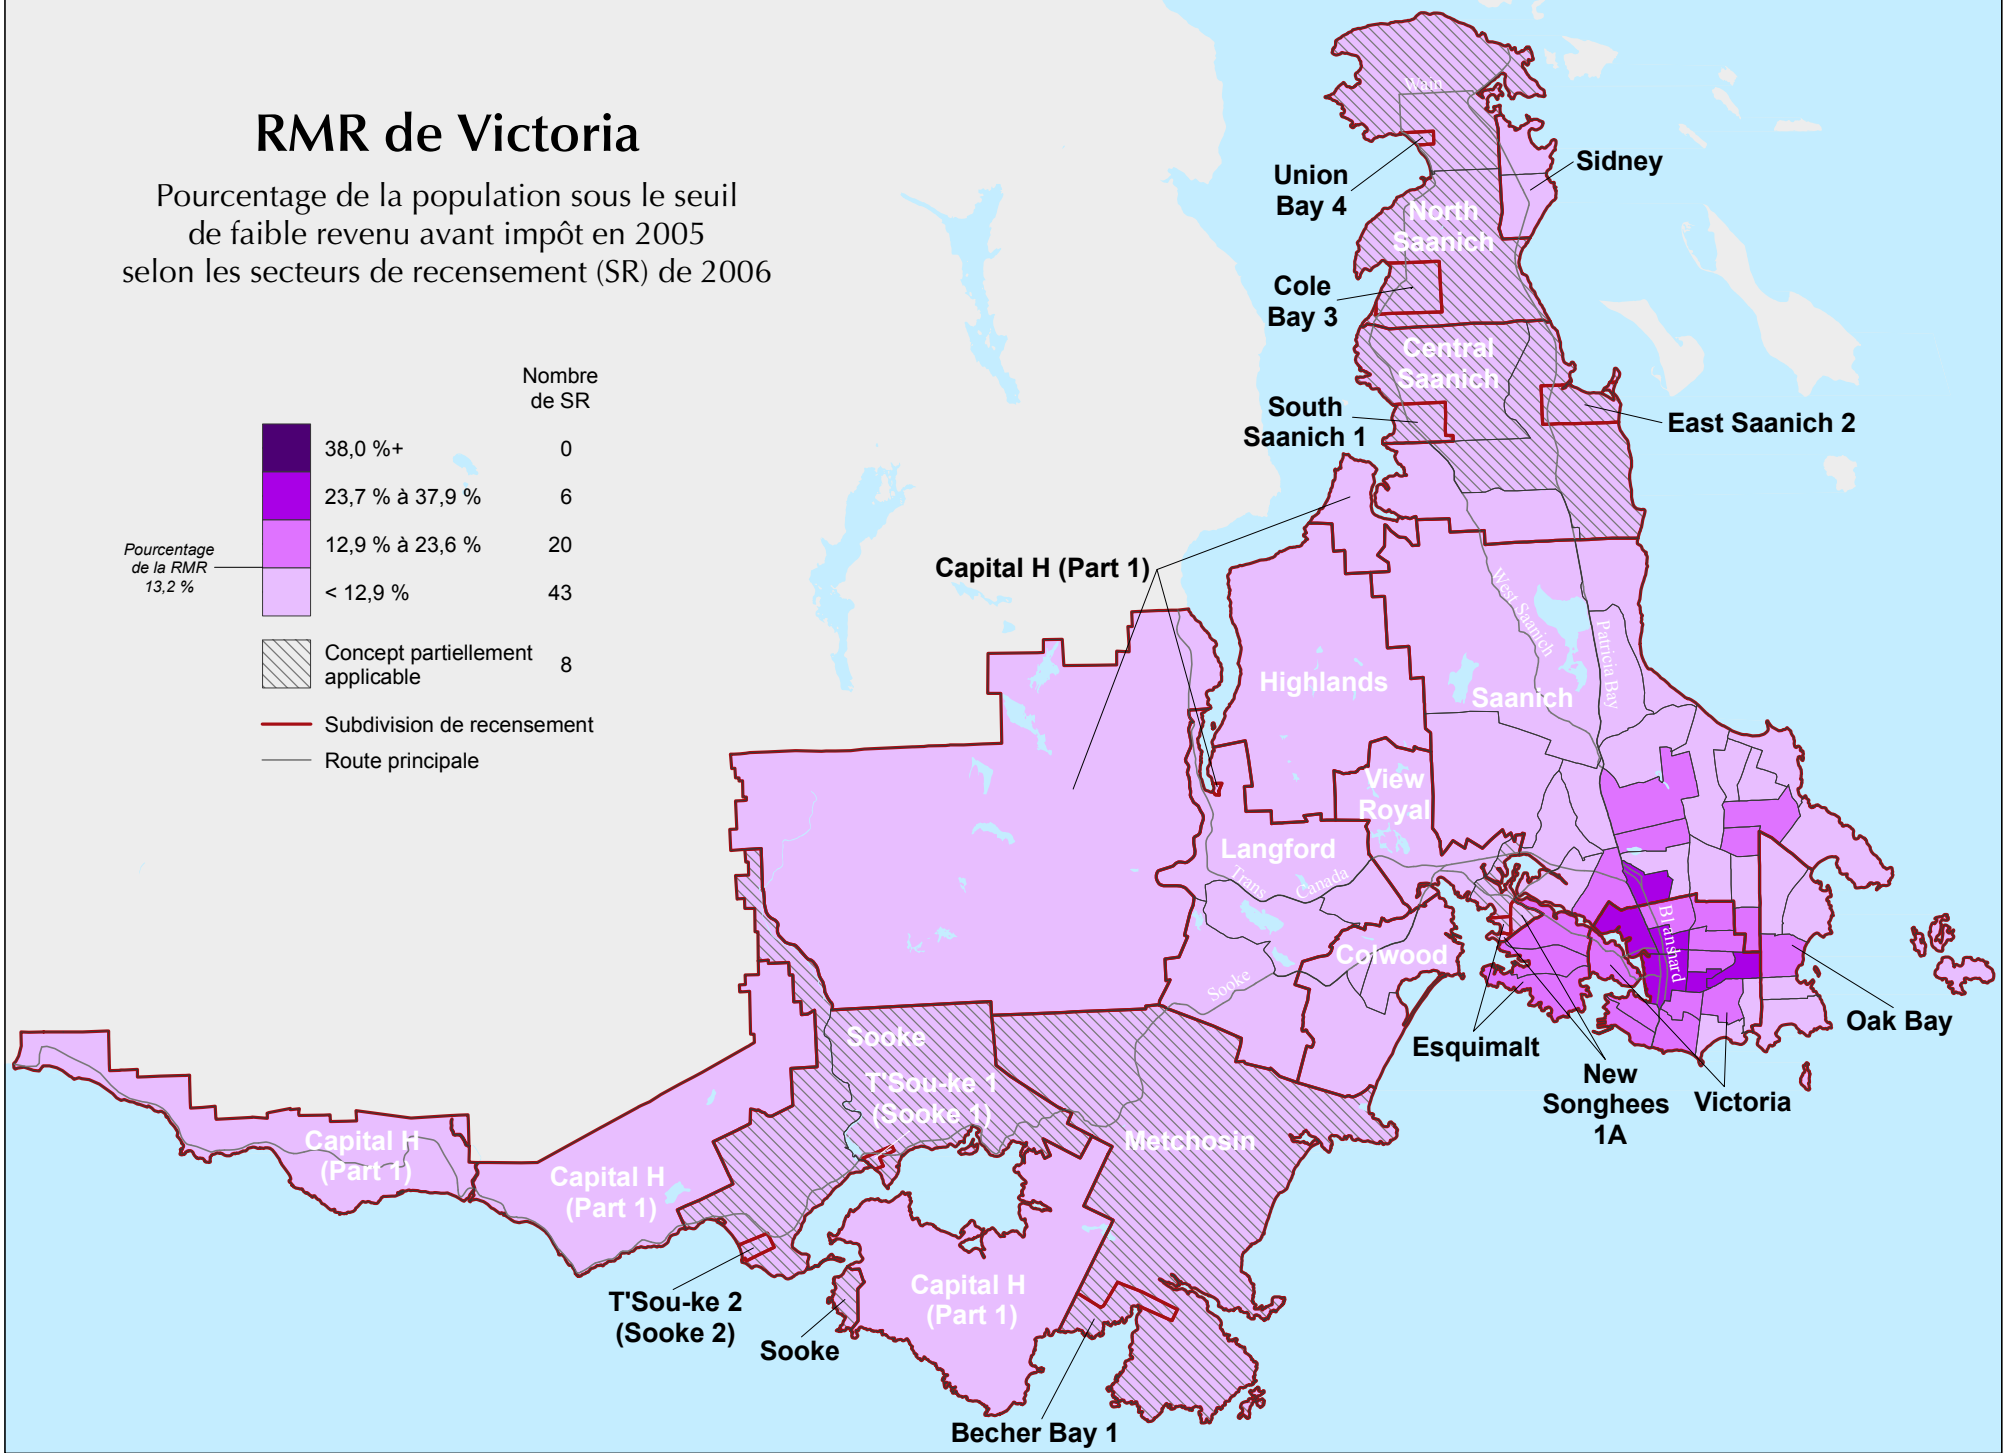 RMR de Victoria
Pourcentage de la population sous le seuil
de faible revenu avant impôt en 2005
selon les secteurs de recensement (SR) de 2006
Nombre
de SR
38,0 %+ 0
23,7 % à 37,9 % 6
12,9 % à 23,6 % 20
< 12,9 % 43
Pourcentage
de la RMR
13,2 %
Concept partiellement
applicable 8
Subdivision de recensement
Route principale
Wain
Union
Bay 4
Sidney
North
Saanich
Cole
Bay 3
Central
Saanich
South
Saanich 1
East Saanich 2
Capital H (Part 1)
West Saanich
Patricia Bay
Highlands
Saanich
View
Royal
Langford
Trans
Canada
Colwood
Sooke
Blanshard
Oak Bay
Esquimalt
New
Songhees
1A
Victoria
Sooke
T'Sou-ke 1
(Sooke 1)
Metchosin
Capital H
(Part 1)
Capital H
(Part 1)
Capital H
(Part 1)
T'Sou-ke 2
(Sooke 2)
Sooke
Becher Bay 1